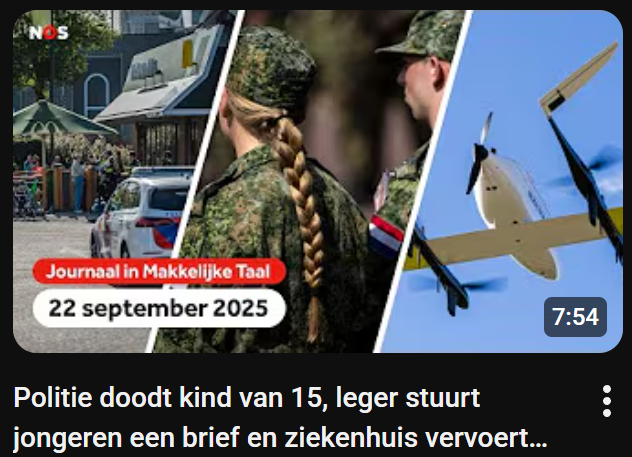 NOS
Journaal in Makkelijke Taal
22 september 2025
7:54
Politie doodt kind van 15, leger stuurt
jongeren een brief en ziekenhuis vervoert...